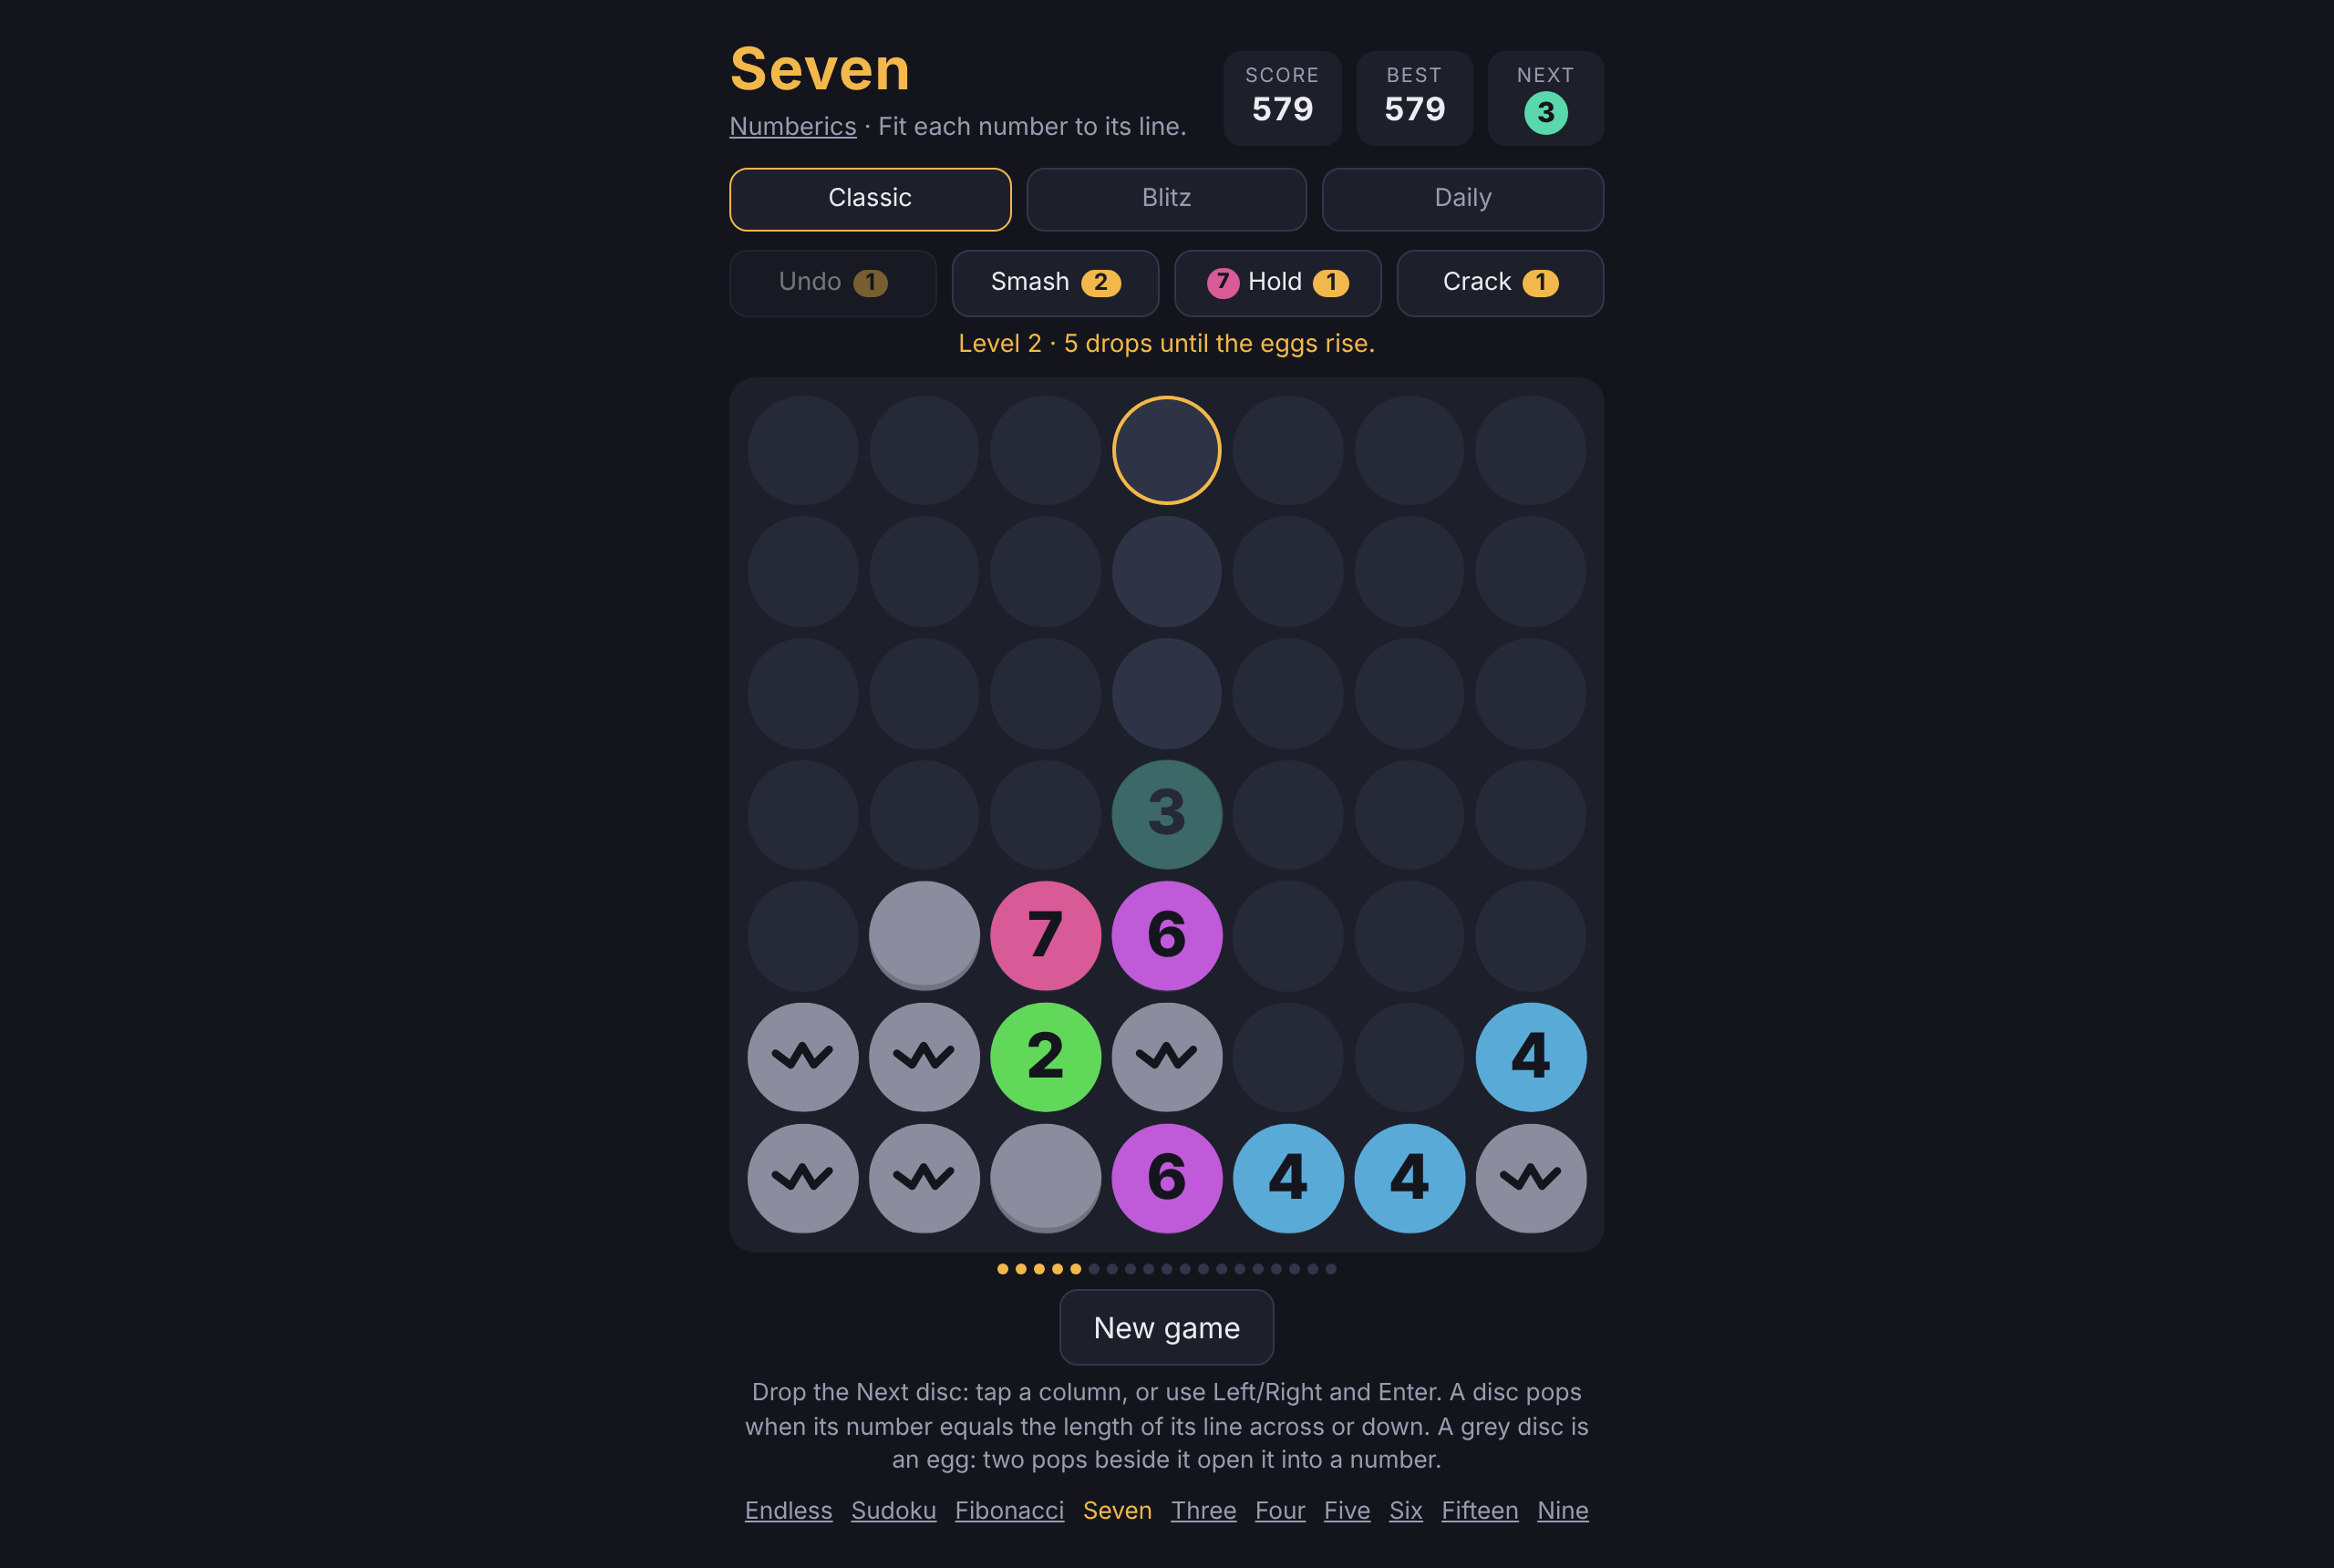 Seven
Numberics · Fit each number to its line.
SCORE
579
BEST
579
NEXT
3
Classic
Blitz
Daily
Undo 1
Smash 2
7 Hold 1
Crack 1
Level 2 · 5 drops until the eggs rise.
3
7 6
2 4
6 4 4
New game
Drop the Next disc: tap a column, or use Left/Right and Enter. A disc pops
when its number equals the length of its line across or down. A grey disc is
an egg: two pops beside it open it into a number.
Endless Sudoku Fibonacci Seven Three Four Five Six Fifteen Nine